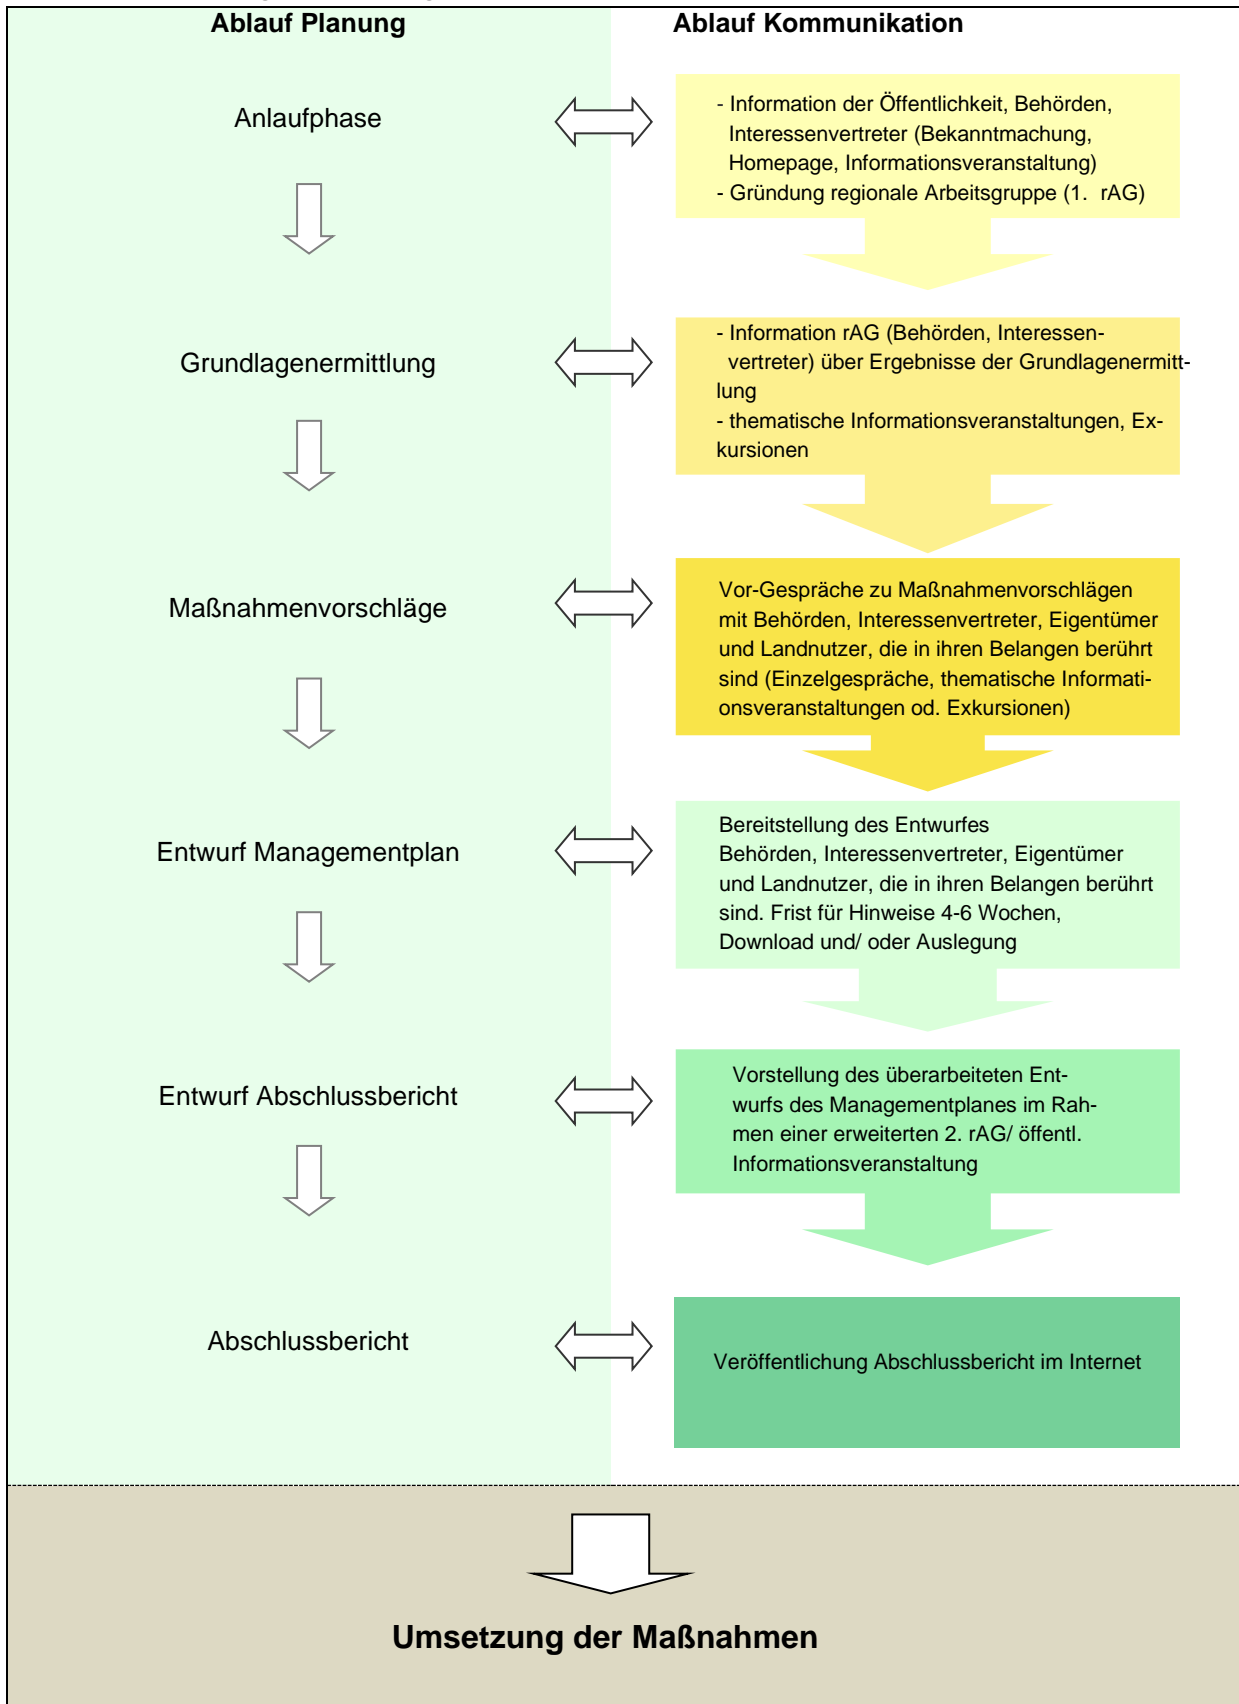 Ablauf Planung
Ablauf Kommunikation
Anlaufphase
- Information der Öffentlichkeit, Behörden,
Interessenvertreter (Bekanntmachung,
Homepage, Informationsveranstaltung)
- Gründung regionale Arbeitsgruppe (1. rAG)
Grundlagenermittlung
- Information rAG (Behörden, Interessen-
vertreter) über Ergebnisse der Grundlagenermitt-
lung
- thematische Informationsveranstaltungen, Ex-
kursionen
Maßnahmenvorschläge
Vor-Gespräche zu Maßnahmenvorschlägen
mit Behörden, Interessenvertreter, Eigentümer
und Landnutzer, die in ihren Belangen berührt
sind (Einzelgespräche, thematische Informati-
onsveranstaltungen od. Exkursionen)
Entwurf Managementplan
Bereitstellung des Entwurfes
Behörden, Interessenvertreter, Eigentümer
und Landnutzer, die in ihren Belangen berührt
sind. Frist für Hinweise 4-6 Wochen,
Download und/ oder Auslegung
Entwurf Abschlussbericht
Vorstellung des überarbeiteten Ent-
wurfs des Managementplanes im Rah-
men einer erweiterten 2. rAG/ öffentl.
Informationsveranstaltung
Abschlussbericht
Veröffentlichung Abschlussbericht im Internet
Umsetzung der Maßnahmen